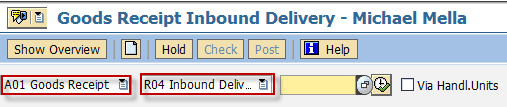 Goods Receipt Inbound Delivery - Michael Mella
Show Overview Hold Check Post Help
A01 Goods Receipt R04 Inbound Deliv... Via Handl.Units